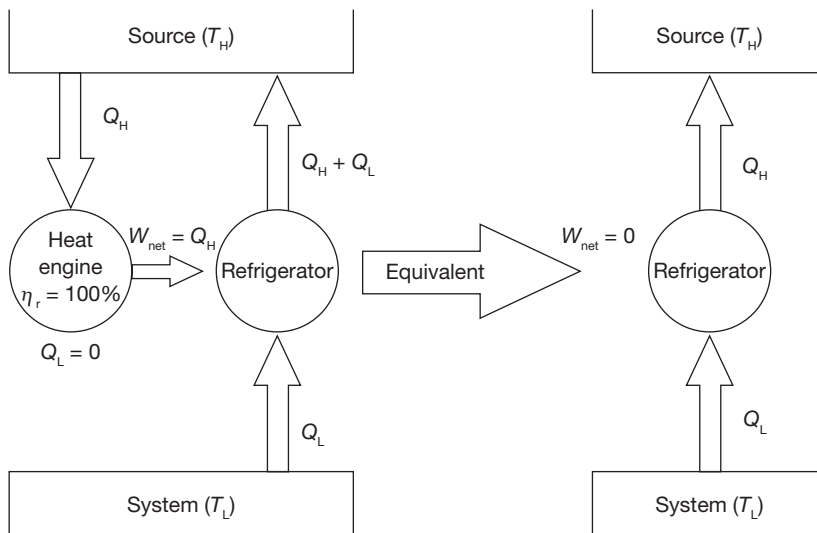 Source (T_H)
Source (T_H)
Q_H
Q_H + Q_L
Q_H
Heat
engine
η_r = 100%
W_net = Q_H
Refrigerator
Equivalent
W_net = 0
Refrigerator
Q_L = 0
Q_L
Q_L
System (T_L)
System (T_L)